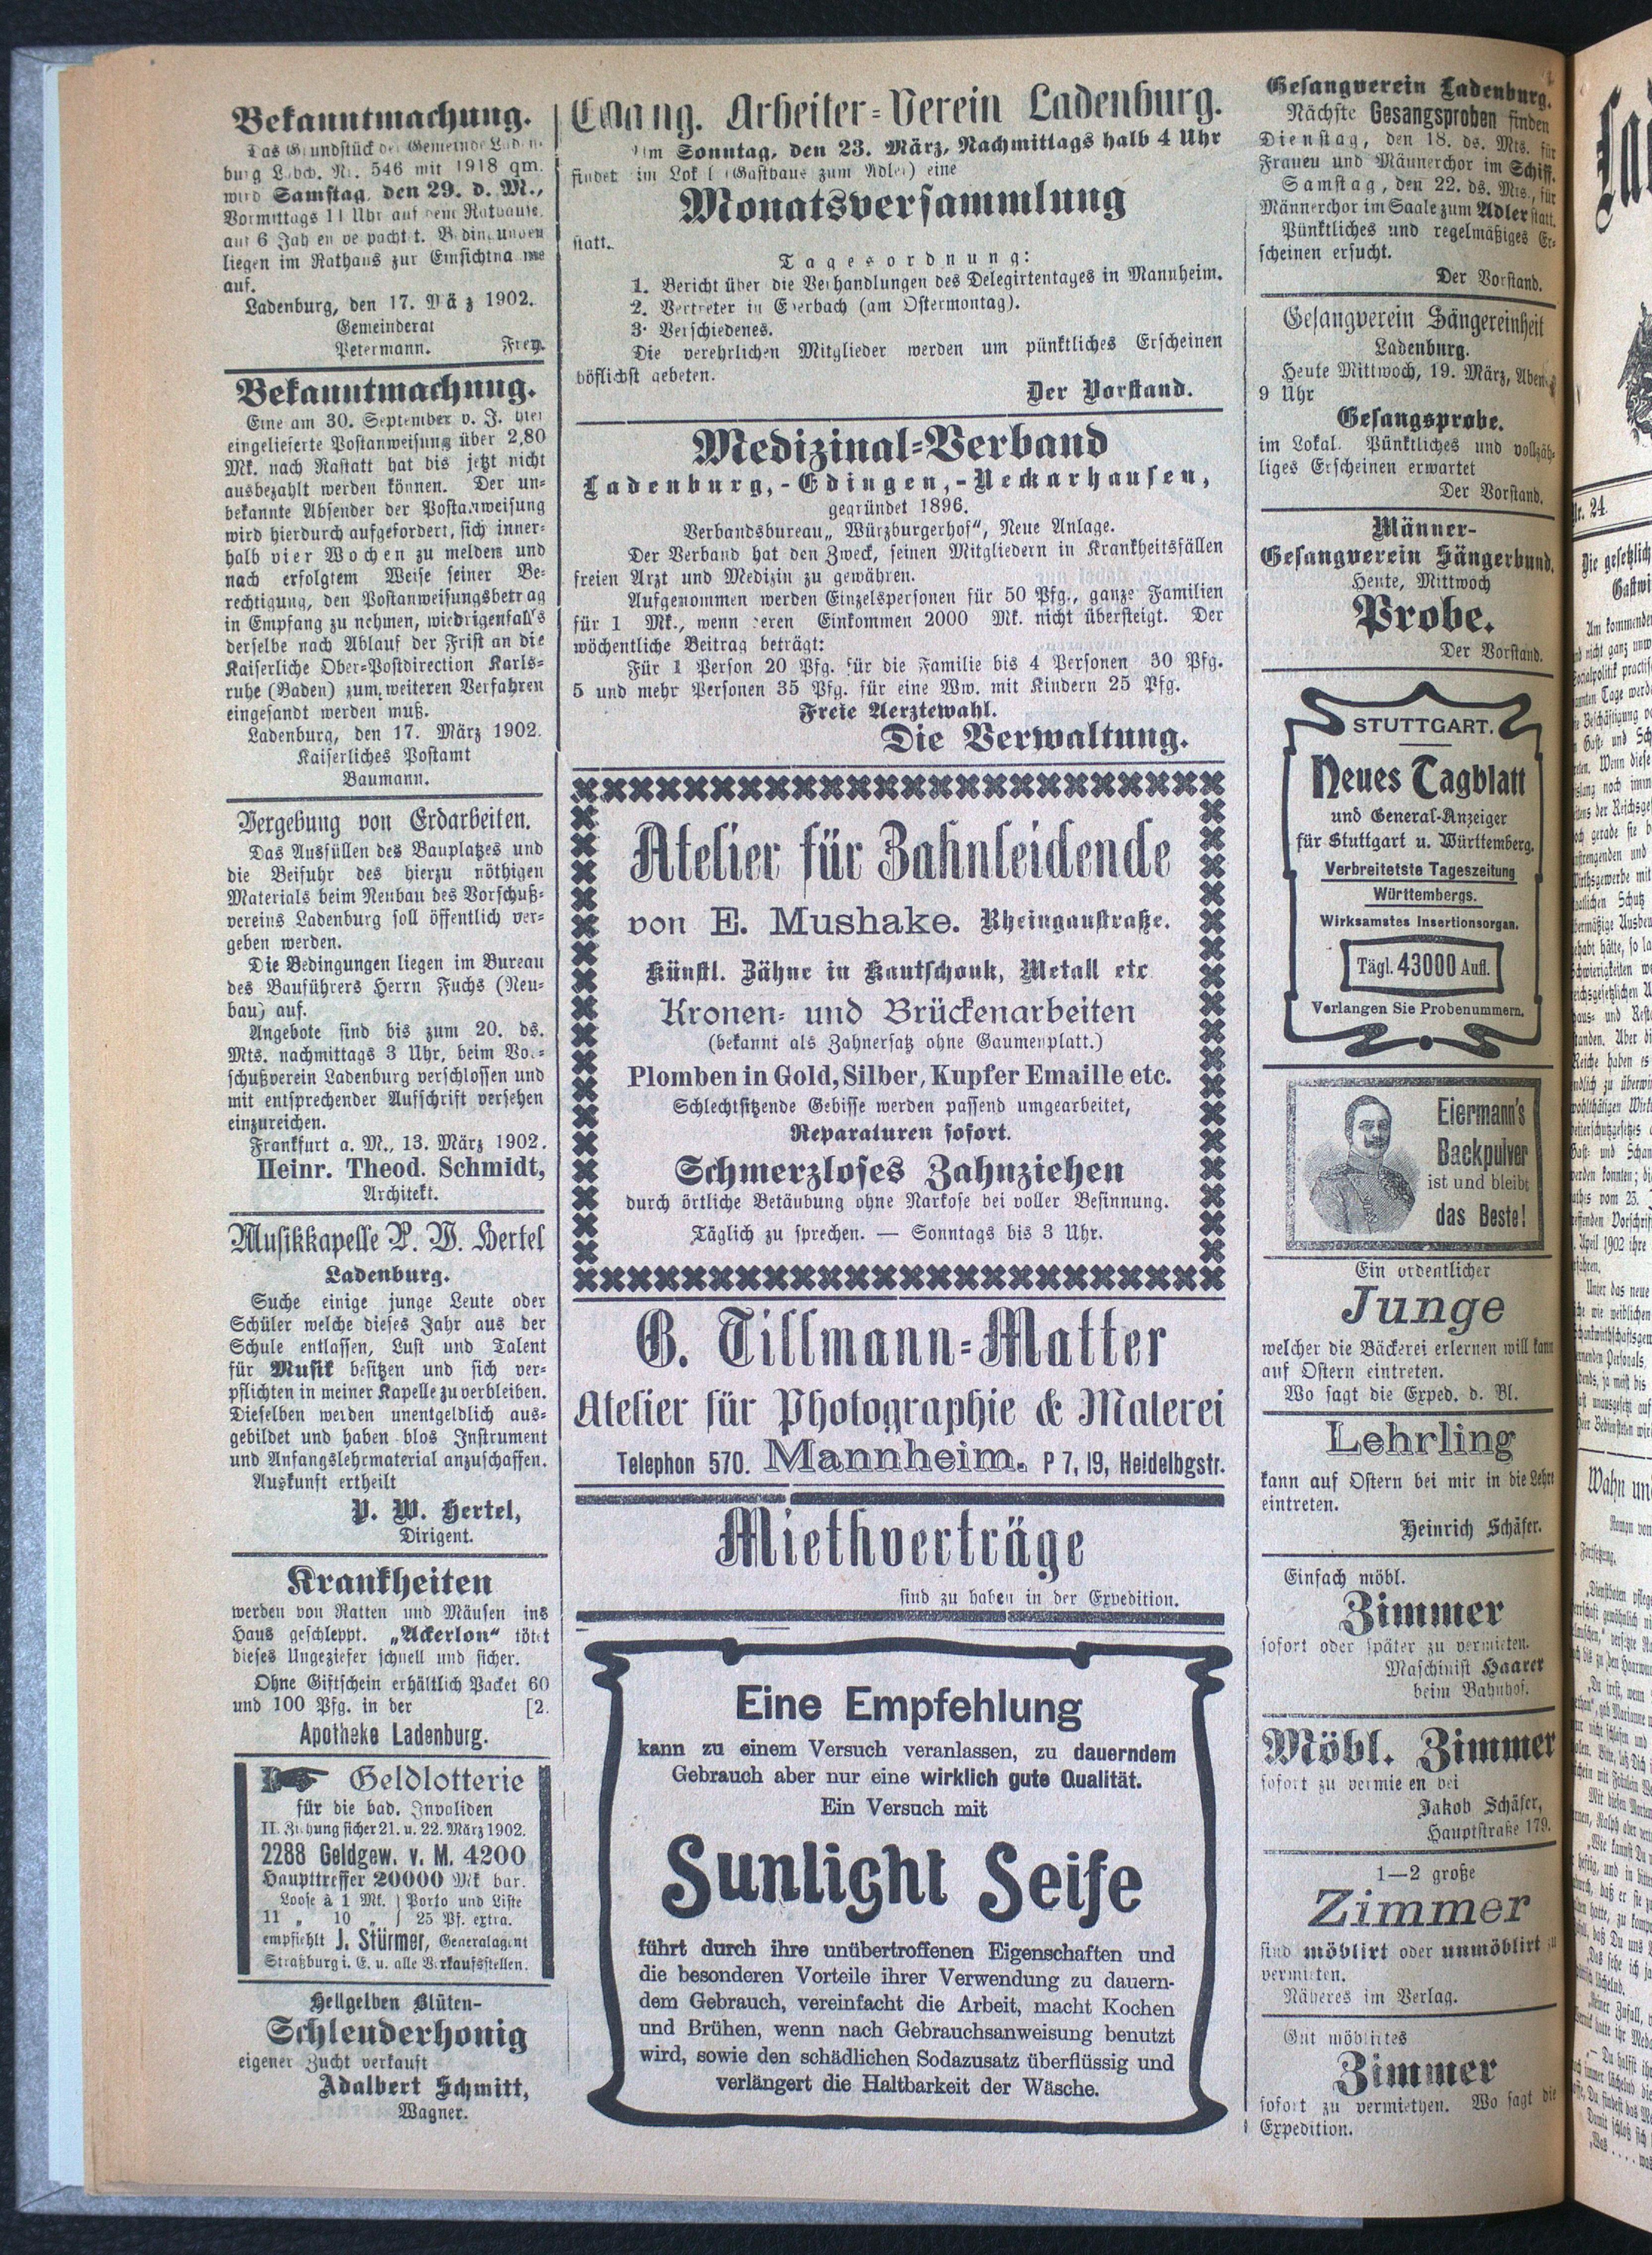 Bekanntmachung.
Das Grundstück der Gemeinde Laden-
burg L.bch. Nr. 546 mit 1918 qm.
wird Samstag, den 29. d. M.,
Vormittags 11 Uhr auf dem Rathause,
auf 6 Jahren verpachtet. Bedingungen
liegen im Rathaus zur Einsichtnahme
auf.
Ladenburg, den 17. März 1902.
Gemeinderat
Petermann. Frey.
Bekanntmachung.
Eine am 30. September v. J. hier
eingelieferte Postanweisung über 2,80
Mk. nach Rastatt hat bis jetzt nicht
ausbezahlt werden können. Der un-
bekannte Absender der Postanweisung
wird hierdurch aufgefordert, sich inner-
halb vier Wochen zu melden und
nach erfolgtem Weise seiner Be-
rechtigung, den Postanweisungsbetrag
in Empfang zu nehmen, wiedrigenfalls
derselbe nach Ablauf der Frist an die
Kaiserliche Ober-Postdirection Karls-
ruhe (Baden) zum weiteren Verfahren
eingesandt werden muß.
Ladenburg, den 17. März 1902.
Kaiserliches Postamt
Baumann.
Vergebung von Erdarbeiten.
Das Ausfüllen des Bauplatzes und
die Beifuhr des hierzu nöthigen
Materials beim Neubau des Vorschuß-
vereins Ladenburg soll öffentlich ver-
geben werden.
Die Bedingungen liegen im Bureau
des Bauführers Herrn Fuchs (Neu-
bau) auf.
Angebote sind bis zum 20. ds.
Mts. nachmittags 3 Uhr, beim Vor-
schußverein Ladenburg verschlossen und
mit entsprechender Aufschrift versehen
einzureichen.
Frankfurt a. M., 13. März 1902.
Heinr. Theod. Schmidt,
Architekt.
Musikkapelle P. W. Hertel
Ladenburg.
Suche einige junge Leute oder
Schüler welche dieses Jahr aus der
Schule entlassen, Lust und Talent
für Musik besitzen und sich ver-
pflichten in meiner Kapelle zu verbleiben.
Dieselben werden unentgeldlich aus-
gebildet und haben blos Instrument
und Anfangslehrmaterial anzuschaffen.
Auskunft ertheilt
P. W. Hertel,
Dirigent.
Krankheiten
werden von Ratten und Mäusen ins
Haus geschleppt. „Ackerlon“ tötet
dieses Ungeziefer schnell und sicher.
Ohne Giftschein erhältlich Packet 60
und 100 Pfg. in der [2.
Apotheke Ladenburg.
Geldlotterie
für die bad. Invaliden
II. Ziehung sicher 21. u. 22. März 1902.
2288 Geldgew. v. M. 4200
Haupttreffer 20000 Mk bar.
Loose à 1 Mk. } Porto und Liste
11 „ 10 „ } 25 Pf. extra.
empfiehlt J. Stürmer, Generalagent
Straßburg i. E. u. alle Verkaufsstellen.
Hellgelben Blüten-
Schleuderhonig
eigener Zucht verkauft
Adalbert Schmitt,
Wagner.
Evang. Arbeiter-Verein Ladenburg.
Am Sonntag, den 23. März, Nachmittags halb 4 Uhr
findet im Lokal (Gasthaus zum Adler) eine
Monatsversammlung
statt.
Tagesordnung:
1. Bericht über die Verhandlungen des Delegirtentages in Mannheim.
2. Vertreter in Eberbach (am Ostermontag).
3. Verschiedenes.
Die verehrlichen Mitglieder werden um pünktliches Erscheinen
höflichst gebeten.
Der Vorstand.
Medizinal-Verband
Ladenburg,-Edingen,-Neckarhausen,
gegründet 1896.
Verbandsbureau„ Würzburgerhof“, Neue Anlage.
Der Verband hat den Zweck, seinen Mitgliedern in Krankheitsfällen
freien Arzt und Medizin zu gewähren.
Aufgenommen werden Einzelspersonen für 50 Pfg., ganze Familien
für 1 Mk., wenn deren Einkommen 2000 Mk. nicht übersteigt. Der
wöchentliche Beitrag beträgt:
Für 1 Person 20 Pfg. für die Familie bis 4 Personen 30 Pfg.
5 und mehr Personen 35 Pfg. für eine Ww. mit Kindern 25 Pfg.
Freie Aerztewahl.
Die Verwaltung.
Atelier für Zahnleidende
von E. Mushake. Rheingaustraße.
Künstl. Zähne in Kautschouk, Metall etc
Kronen- und Brückenarbeiten
(bekannt als Zahnersatz ohne Gaumenplatt.)
Plomben in Gold, Silber, Kupfer Emaille etc.
Schlechtsitzende Gebisse werden passend umgearbeitet,
Reparaturen sofort.
Schmerzloses Zahnziehen
durch örtliche Betäubung ohne Narkose bei voller Besinnung.
Täglich zu sprechen. — Sonntags bis 3 Uhr.
G. Tillmann-Matter
Atelier für Photographie & Malerei
Telephon 570. Mannheim. P 7, 19, Heidelbgstr.
Miethverträge
sind zu haben in der Expedition.
Eine Empfehlung
kann zu einem Versuch veranlassen, zu dauerndem
Gebrauch aber nur eine wirklich gute Qualität.
Ein Versuch mit
Sunlight Seife
führt durch ihre unübertroffenen Eigenschaften und
die besonderen Vorteile ihrer Verwendung zu dauern-
dem Gebrauch, vereinfacht die Arbeit, macht Kochen
und Brühen, wenn nach Gebrauchsanweisung benutzt
wird, sowie den schädlichen Sodazusatz überflüssig und
verlängert die Haltbarkeit der Wäsche.
Gesangverein Ladenburg.
Nächste Gesangsproben finden
Dienstag, den 18. ds. Mts. für
Frauen und Männerchor im Schiff.
Samstag, den 22. ds. Mts., für
Männerchor im Saale zum Adler statt.
Pünktliches und regelmäßiges Er-
scheinen ersucht.
Der Vorstand.
Gesangverein Sängereinheit
Ladenburg.
Heute Mittwoch, 19. März, Abends
9 Uhr
Gesangsprobe.
im Lokal. Pünktliches und vollzäh-
liges Erscheinen erwartet
Der Vorstand.
Männer-
Gesangverein Sängerbund.
Heute, Mittwoch
Probe.
Der Vorstand.
STUTTGART.
Neues Tagblatt
und General-Anzeiger
für Stuttgart u. Württemberg.
Verbreitetste Tageszeitung
Württembergs.
Wirksamstes Insertionsorgan.
Tägl. 43000 Aufl.
Verlangen Sie Probenummern.
Eiermann's
Backpulver
ist und bleibt
das Beste!
Ein ordentlicher
Junge
welcher die Bäckerei erlernen will kann
auf Ostern eintreten.
Wo sagt die Exped. d. Bl.
Lehrling
kann auf Ostern bei mir in die Lehre
eintreten.
Heinrich Schäfer.
Einfach möbl.
Zimmer
sofort oder später zu vermieten.
Maschinist Haarer
beim Bahnhof.
Möbl. Zimmer
sofort zu vermieten bei
Jakob Schäfer,
Hauptstraße 179.
1—2 große
Zimmer
sind möblirt oder unmöblirt zu
vermieten.
Näheres im Verlag.
Gut möblirtes
Zimmer
sofort zu vermiethen. Wo sagt die
Expedition.
Nr. 24.